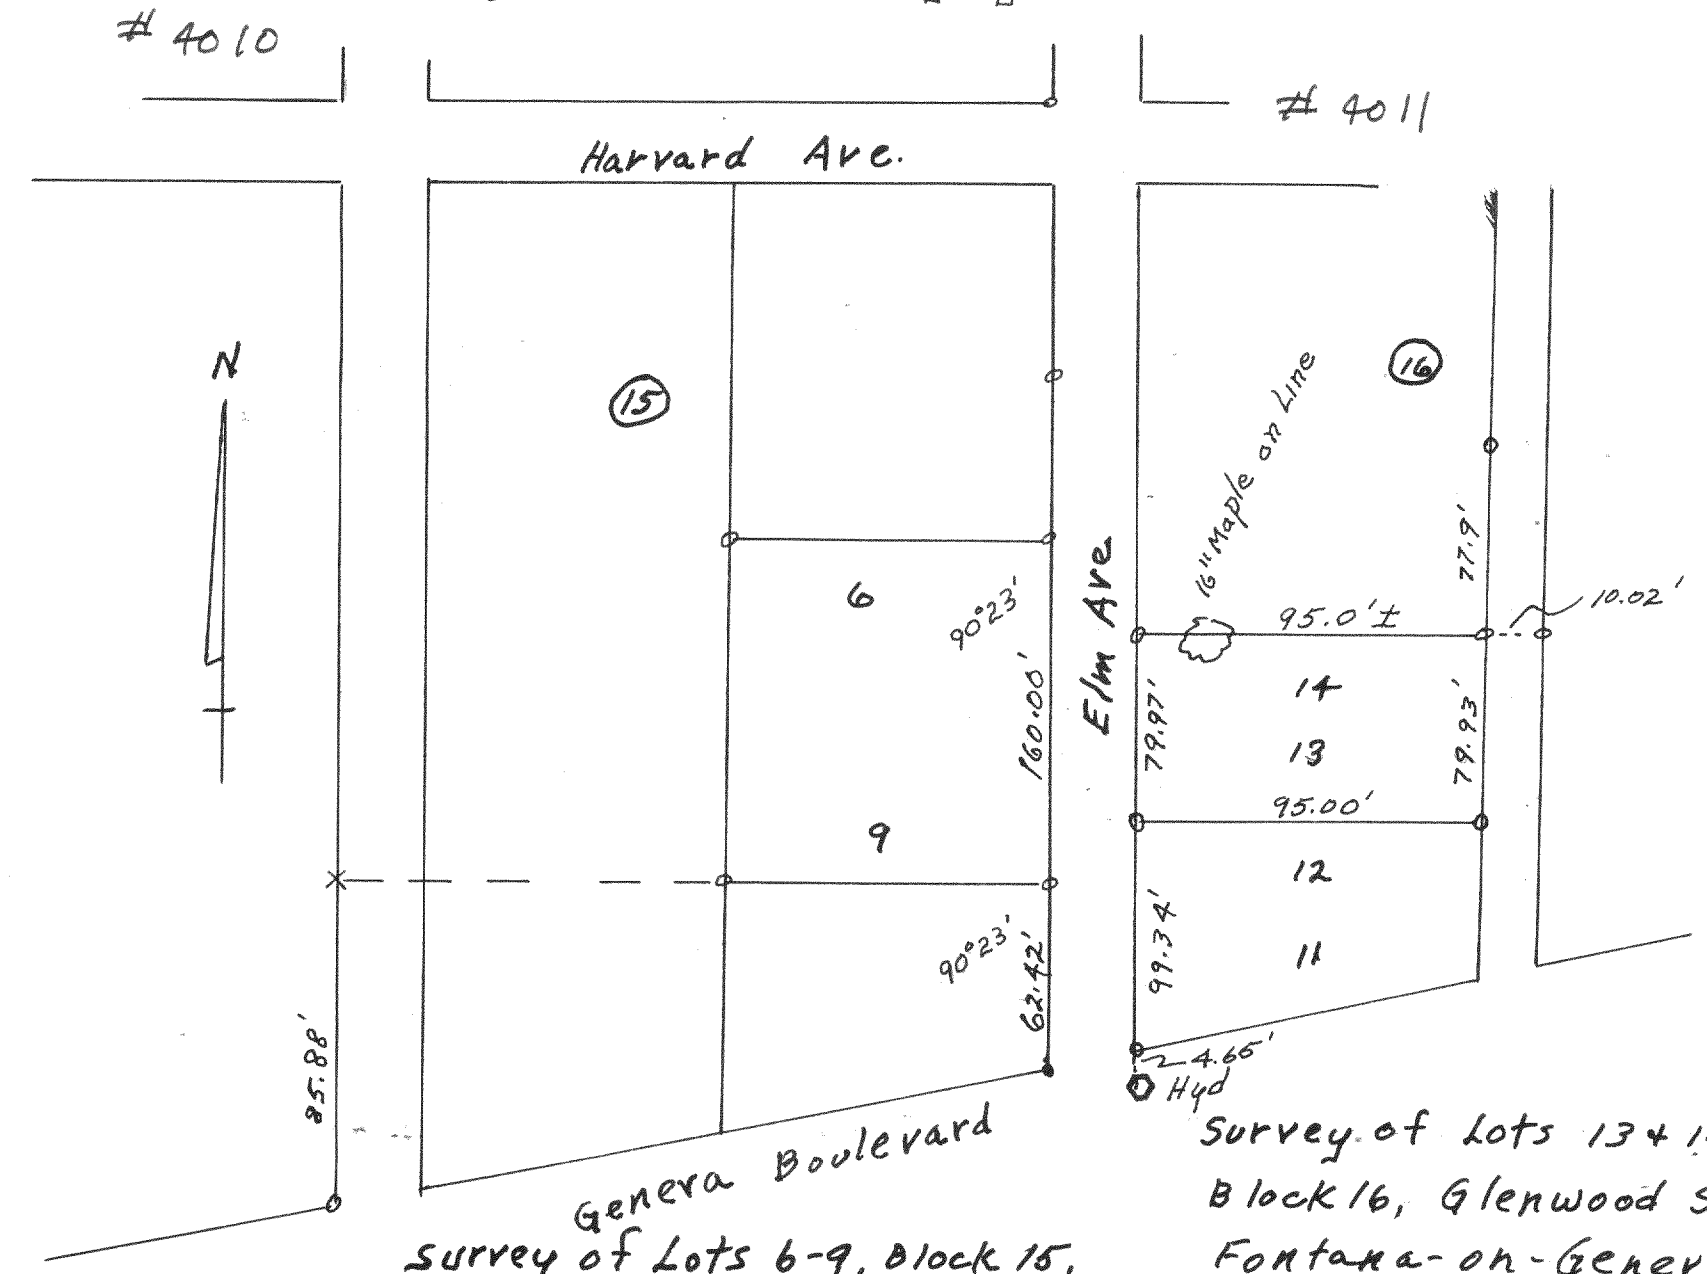 # 4010
# 4011
Harvard Ave.
N
15
16
16" Maple on Line
77.9'
6
90°23'
Elm Ave
95.0'±
10.02'
14
160.00'
79.97'
79.93'
13
95.00'
9
12
90°23'
62.42'
99.34'
11
85.88'
4.65'
Hyd
Genera Boulevard
Survey of Lots 13 & 1
Block 16, Glenwood S
Survey of Lots 6-9, Block 15,
Fontana-on-Gener